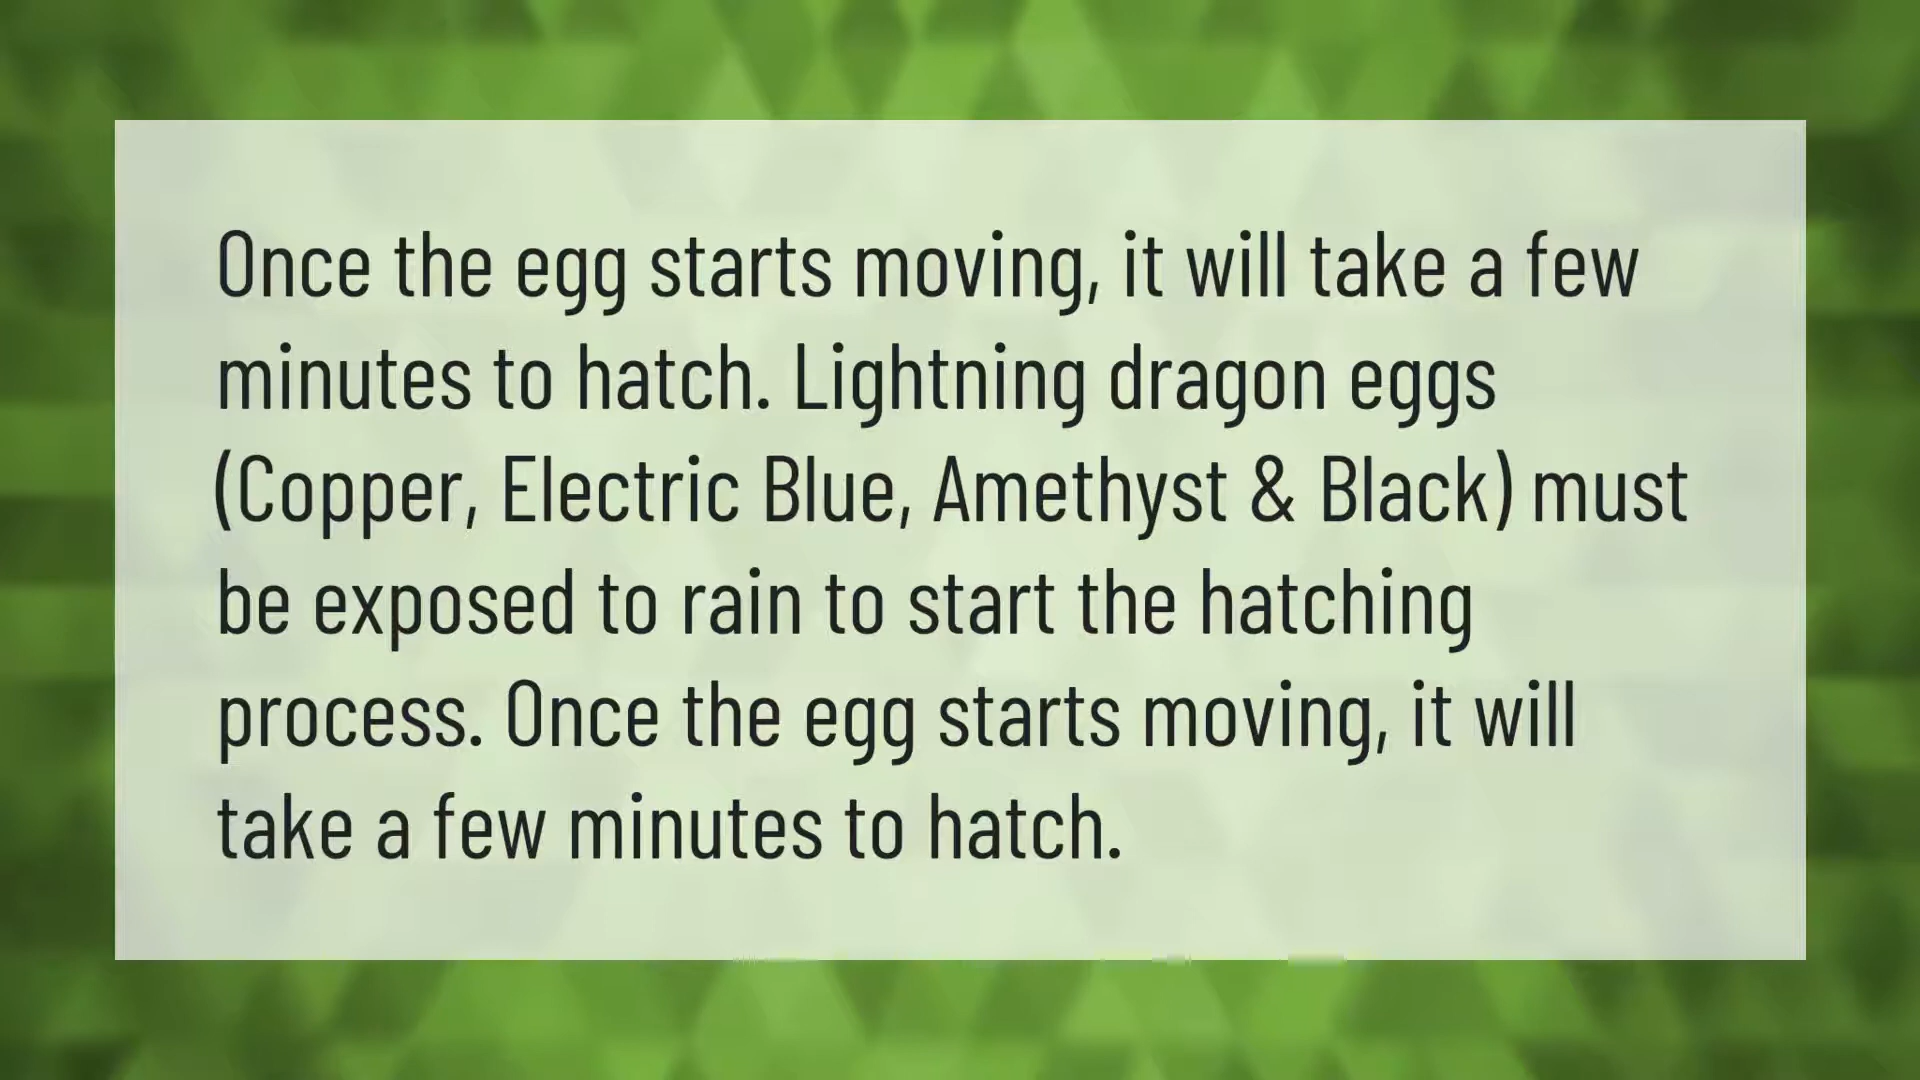 Once the egg starts moving, it will take a few
minutes to hatch. Lightning dragon eggs
(Copper, Electric Blue, Amethyst & Black) must
be exposed to rain to start the hatching
process. Once the egg starts moving, it will
take a few minutes to hatch.